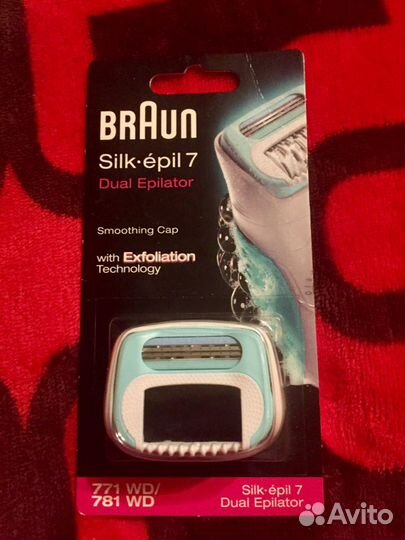 BRAUN
Silk·épil 7
Dual Epilator
Smoothing Cap
with Exfoliation
Technology
771 WD/
781 WD
Silk·épil 7
Dual Epilator
Avito